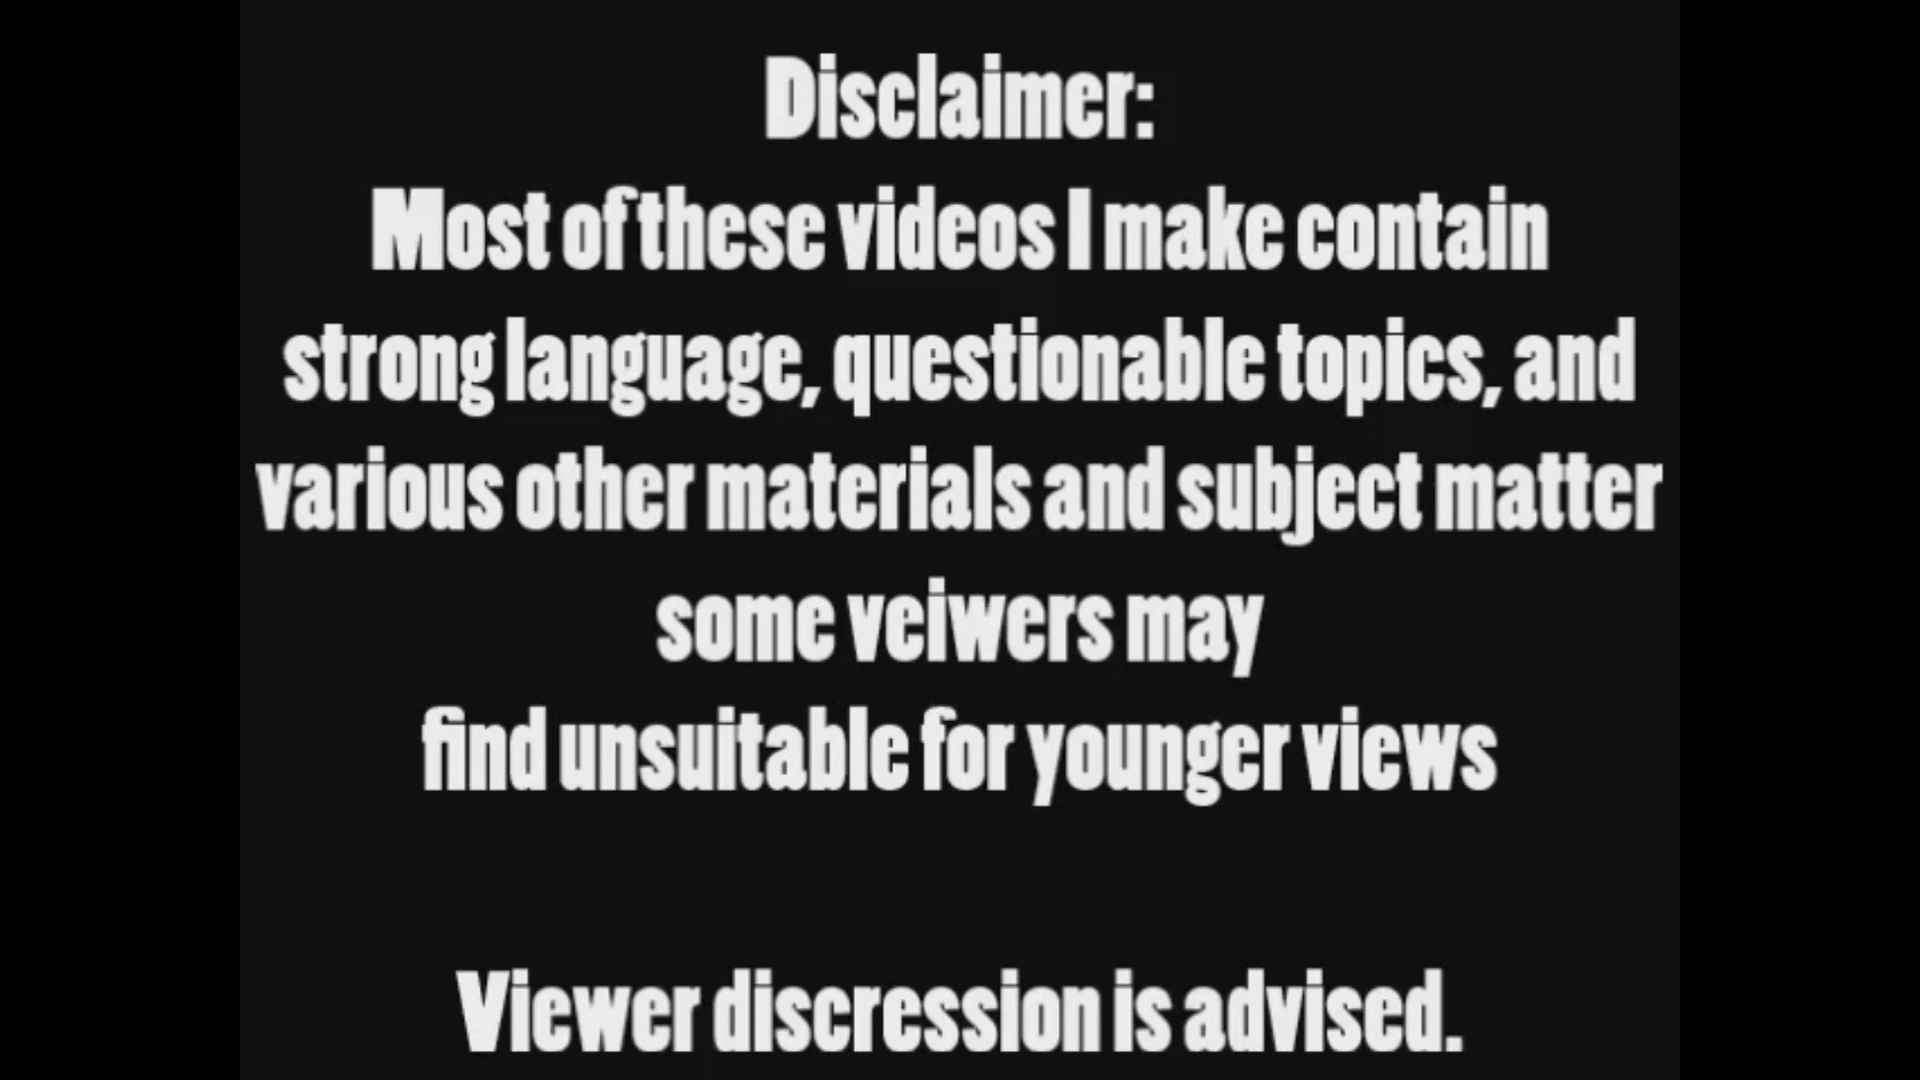 Disclaimer:
Most of these videos I make contain
strong language, questionable topics, and
various other materials and subject matter
some veiwers may
find unsuitable for younger views
Viewer discression is advised.